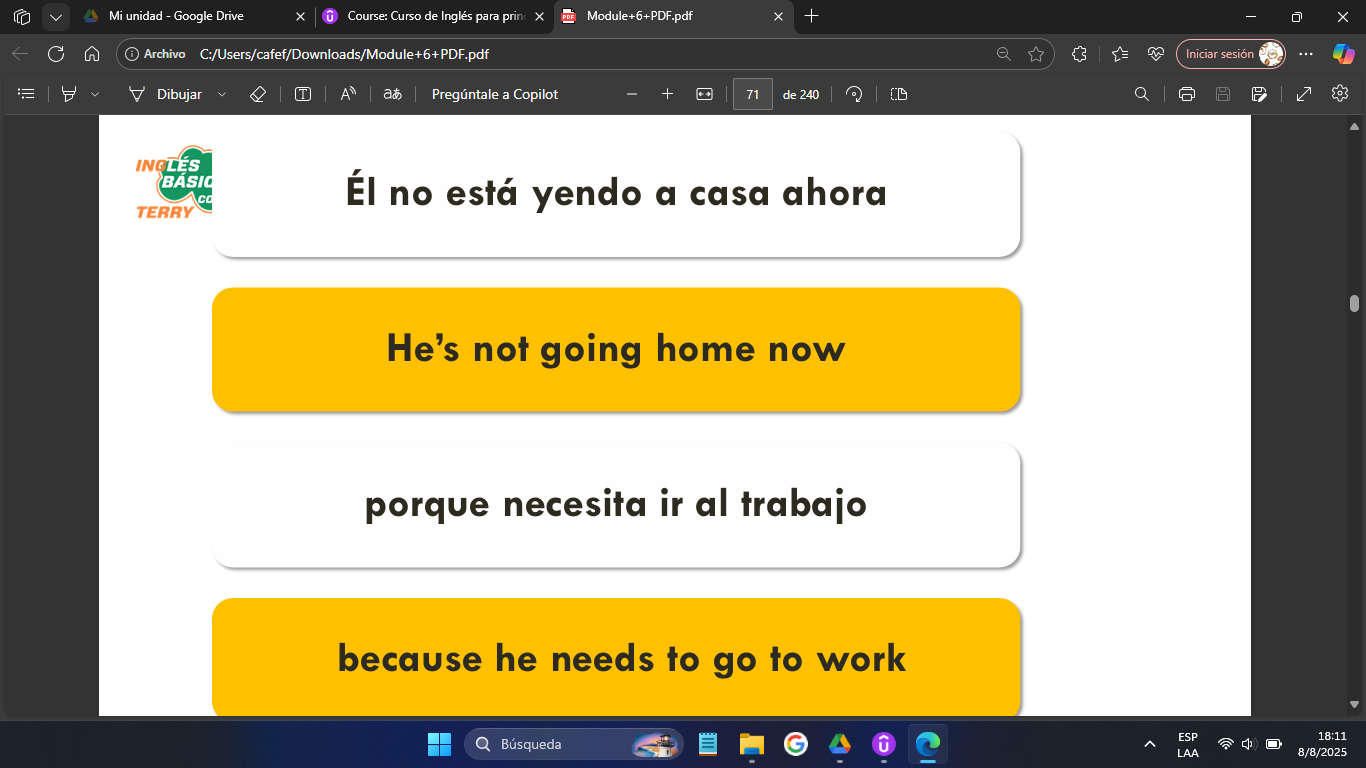 Mi unidad - Google Drive
Course: Curso de Inglés para prin
Module+6+PDF.pdf
Archivo C:/Users/cafef/Downloads/Module+6+PDF.pdf
Iniciar sesión
Dibujar
Pregúntale a Copilot
71 de 240
INGLÉS
BÁSIC
CO
TERRY
Él no está yendo a casa ahora
He's not going home now
porque necesita ir al trabajo
because he needs to go to work
Búsqueda
ESP
LAA
18:11
8/8/2025